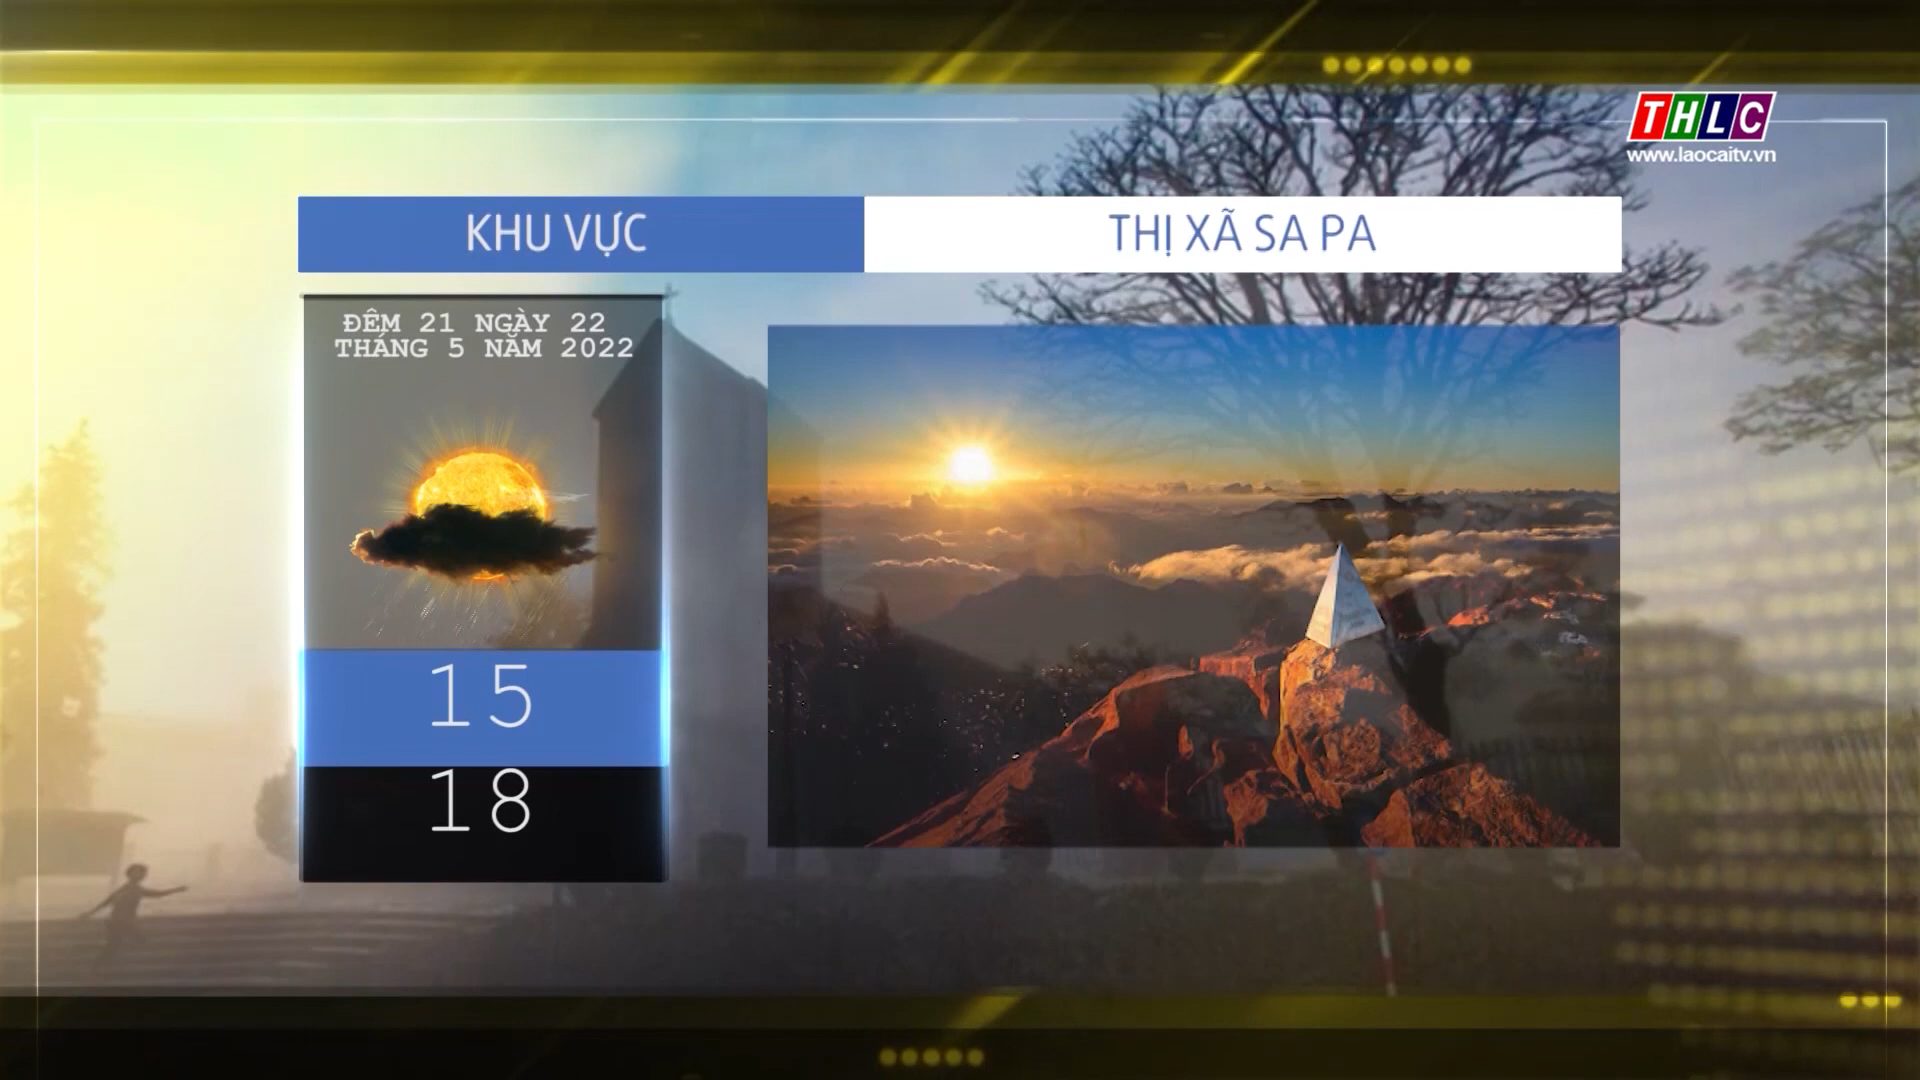 THLC
www.laocaitv.vn
KHU VỰC
THỊ XÃ SA PA
ĐÊM 21 NGÀY 22
THÁNG 5 NĂM 2022
15
18